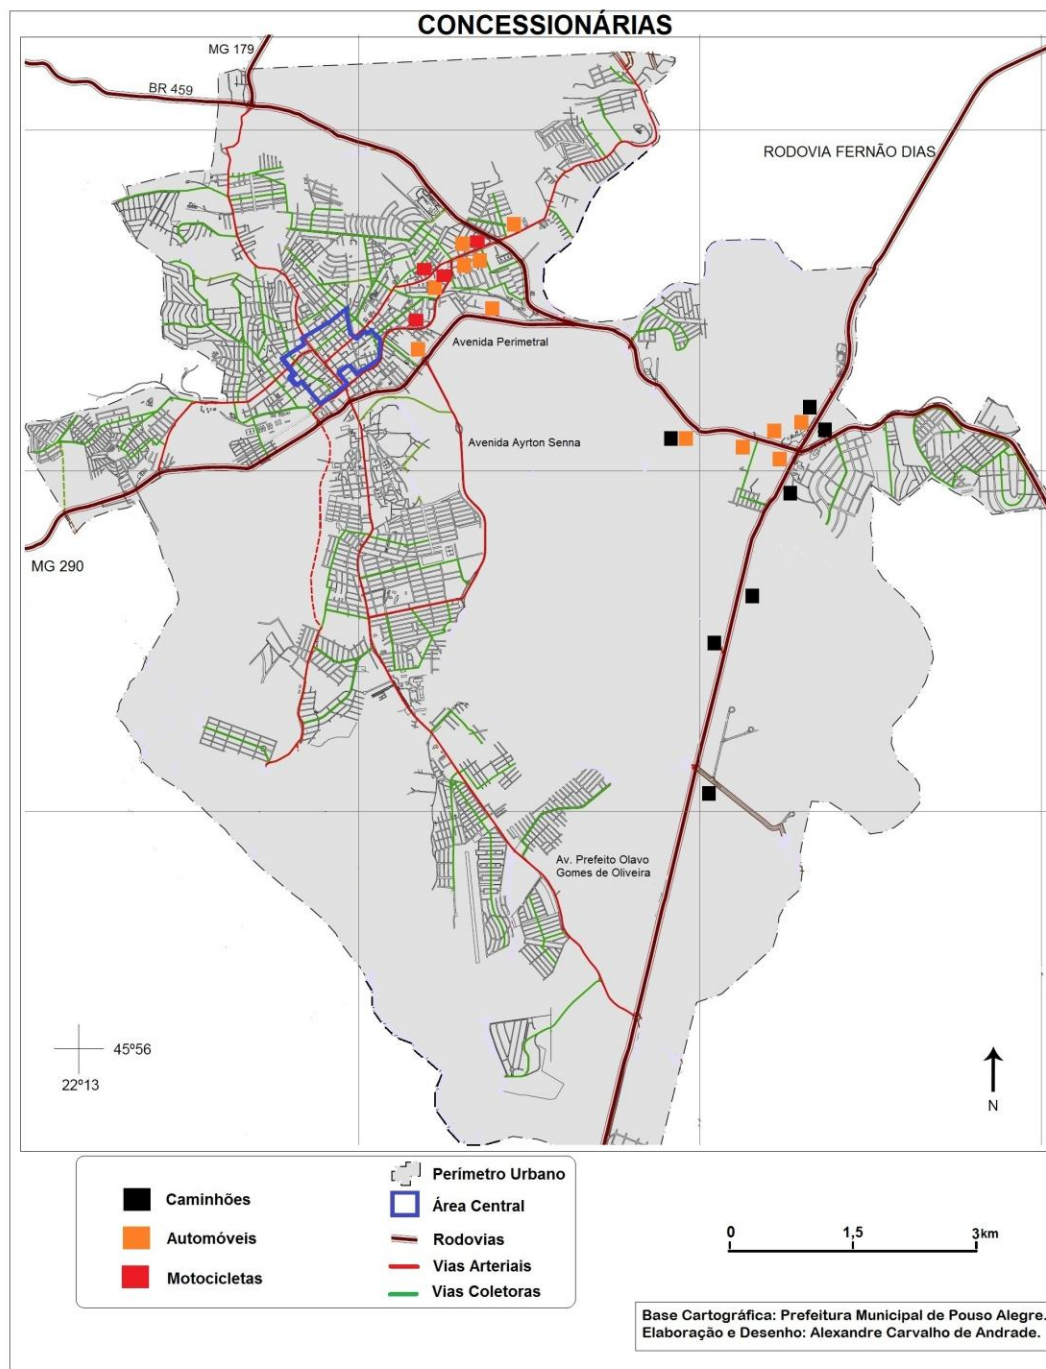 CONCESSIONÁRIAS
MG 179
BR 459
RODOVIA FERNÃO DIAS
Avenida Perimetral
Avenida Ayrton Senna
MG 290
Av. Prefeito Olavo
Gomes de Oliveira
45º56
22º13
N
Caminhões
Automóveis
Motocicletas
Perímetro Urbano
Área Central
Rodovias
Vias Arteriais
Vias Coletoras
0 1,5 3km
Base Cartográfica: Prefeitura Municipal de Pouso Alegre.
Elaboração e Desenho: Alexandre Carvalho de Andrade.